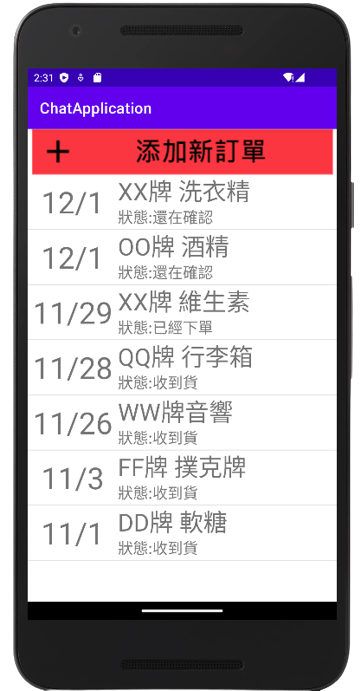 2:31
ChatApplication
+ 添加新訂單
12/1 XX牌 洗衣精
狀態:還在確認
12/1 OO牌 酒精
狀態:還在確認
11/29 XX牌 維生素
狀態:已經下單
11/28 QQ牌 行李箱
狀態:收到貨
11/26 WW牌音響
狀態:收到貨
11/3 FF牌 撲克牌
狀態:收到貨
11/1 DD牌 軟糖
狀態:收到貨